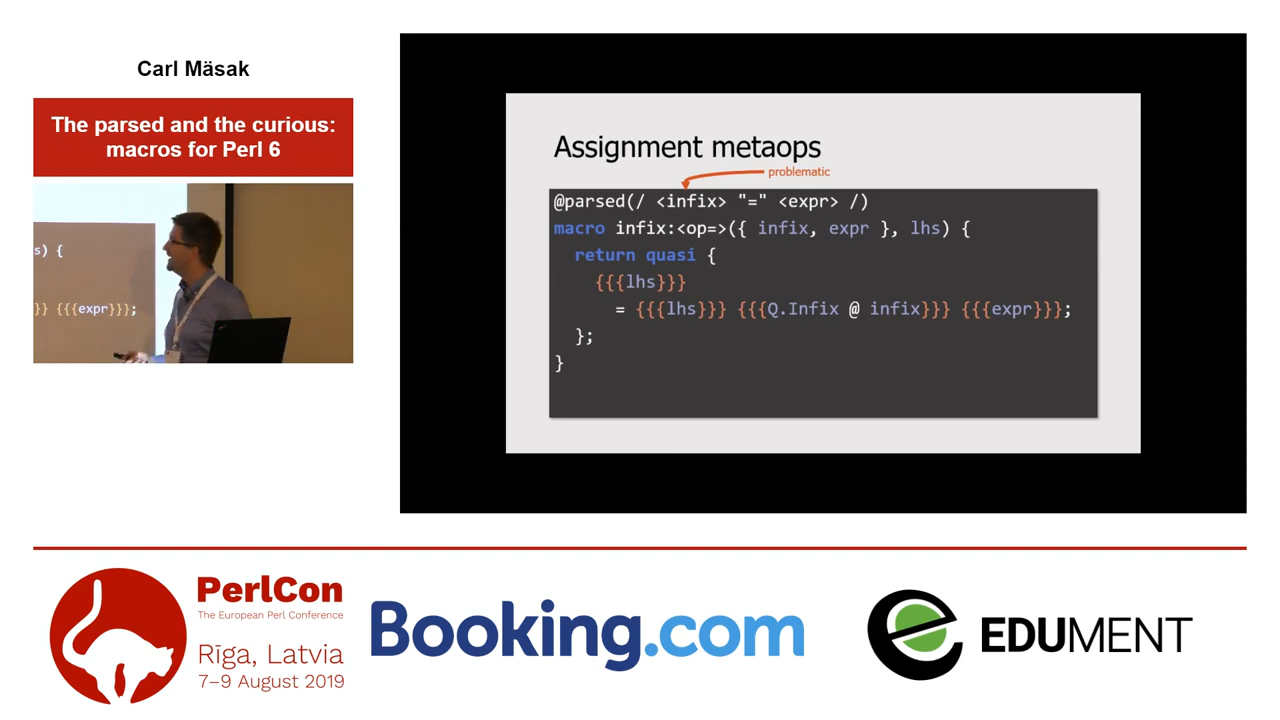 Carl Mäsak
The parsed and the curious:
macros for Perl 6
s) {
}} {{{expr}}};
Assignment metaops
problematic
@parsed(/ <infix> "=" <expr> /)
macro infix:<op=>({ infix, expr }, lhs) {
return quasi {
{{{lhs}}}
= {{{lhs}}} {{{Q.Infix @ infix}}} {{{expr}}};
};
}
PerlCon
The European Perl Conference
Rīga, Latvia
7–9 August 2019
Booking.com
EDUMENT